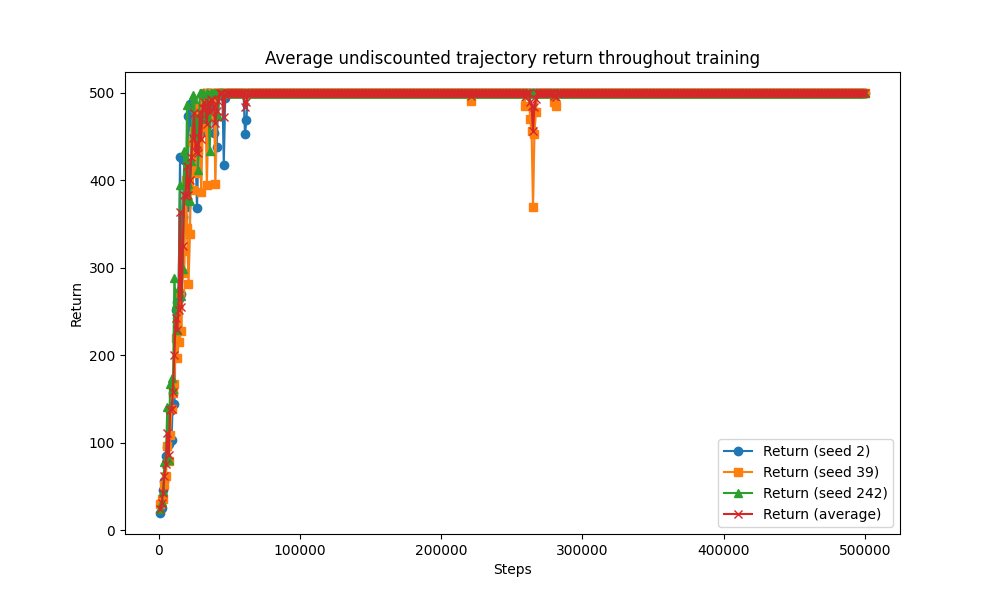 Average undiscounted trajectory return throughout training
500
400
300
200
100
0
Return
0 100000 200000 300000 400000 500000
Steps
Return (seed 2)
Return (seed 39)
Return (seed 242)
Return (average)